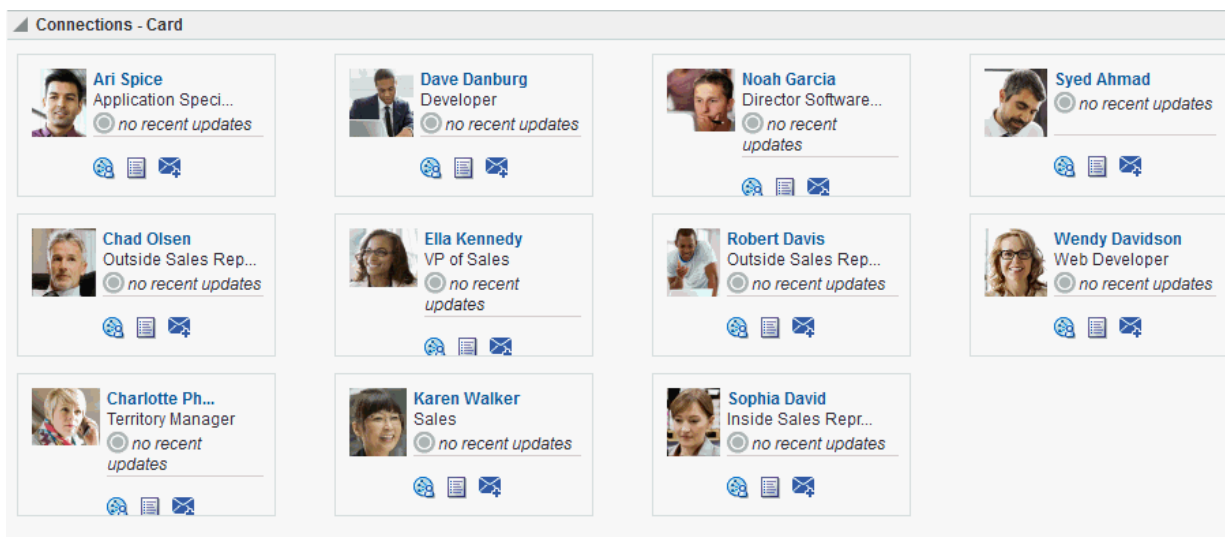 Connections - Card
Ari Spice
Application Speci...
no recent updates
Dave Danburg
Developer
no recent updates
Noah Garcia
Director Software...
no recent
updates
Syed Ahmad
no recent updates
Chad Olsen
Outside Sales Rep...
no recent updates
Ella Kennedy
VP of Sales
no recent
updates
Robert Davis
Outside Sales Rep...
no recent updates
Wendy Davidson
Web Developer
no recent updates
Charlotte Ph...
Territory Manager
no recent
updates
Karen Walker
Sales
no recent updates
Sophia David
Inside Sales Repr...
no recent updates